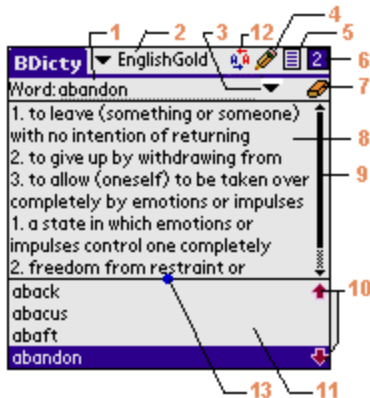 1 2 3 12 4 5
BDicty EnglishGold 2 6
Word: abandon 7
1. to leave (something or someone)
with no intention of returning 8
2. to give up by withdrawing from
3. to allow (oneself) to be taken over 9
completely by emotions or impulses
1. a state in which emotions or
impulses control one completely
2. freedom from restraint or
aback 10
abacus
abaft
abandon
13 11